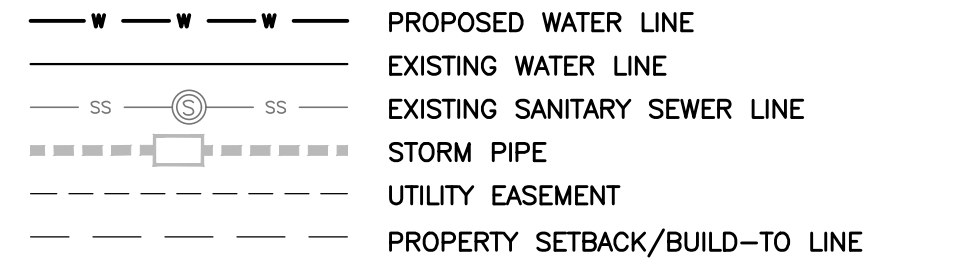 W W W PROPOSED WATER LINE
EXISTING WATER LINE
SS S SS EXISTING SANITARY SEWER LINE
STORM PIPE
UTILITY EASEMENT
PROPERTY SETBACK/BUILD-TO LINE